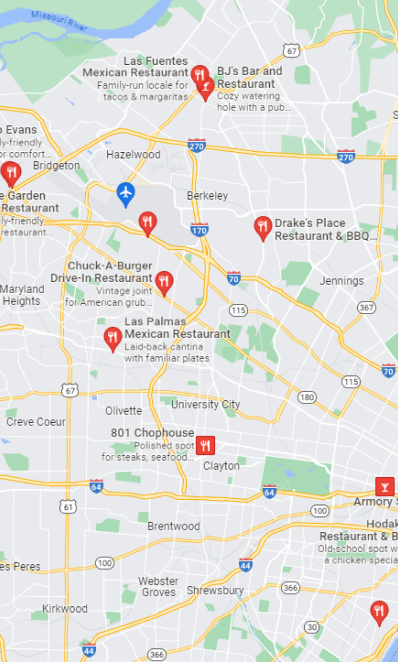 Missouri River
67
Las Fuentes
Mexican Restaurant
Family-run locale for
tacos & margaritas
BJ's Bar and
Restaurant
Cozy watering
hole with a pub...
S
270
270
Evans
ly-friendly
or comfort...
Hazelwood
Bridgeton
Berkeley
e Garden
Restaurant
ly-friendly
restaurant...
170
Drake's Place
Restaurant & BBQ...
Chuck-A-Burger
Drive-In Restaurant
Vintage joint
for American grub...
70
Jennings
Maryland
Heights
115
367
Las Palmas
Mexican Restaurant
Laid-back cantina
with familiar plates
70
115
67
180
Olivette
University City
Creve Coeur
801 Chophouse
Polished spot
for steaks, seafood...
Clayton
64
64
61
Armory S
100
Brentwood
Hodak
Restaurant & B
Old-school spot w
a chicken specia
es Peres
100
44
Webster
Groves
Shrewsbury
366
Kirkwood
30
44
366